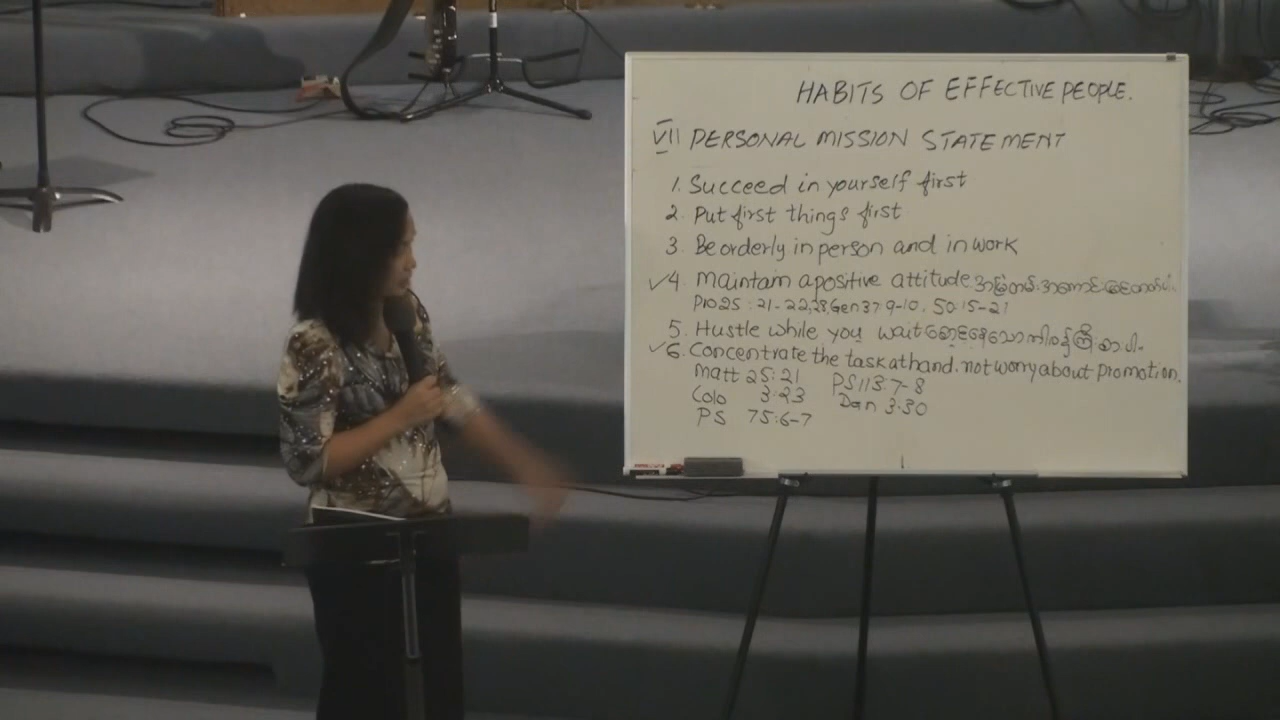 HABITS OF EFFECTIVE PEOPLE.
VII PERSONAL MISSION STATEMENT
1. Succeed in yourself first
2. Put first things first
3. Be orderly in person and in work
✓4. Maintain a positive attitude.
Pro 25:21-22,28, Gen 37:9-10. 50:15-21
5. Hustle while you wait
✓6. Concentrate the task at hand. not worry about promotion.
Matt 25:21 PS 113:7-8
Colo 3:23 Dan 3:30
PS 75:6-7